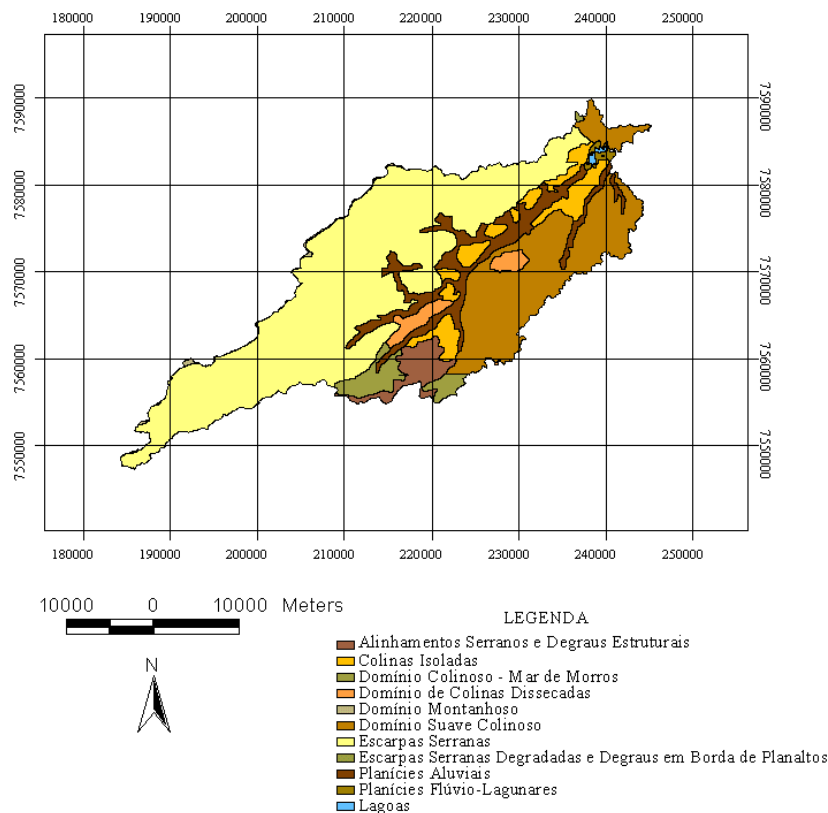 180000 190000 200000 210000 220000 230000 240000 250000
7590000 7590000
7580000 7580000
7570000 7570000
7560000 7560000
7550000 7550000
180000 190000 200000 210000 220000 230000 240000 250000
10000 0 10000 Meters
N
LEGENDA
Alinhamentos Serranos e Degraus Estruturais
Colinas Isoladas
Domínio Colinoso - Mar de Morros
Domínio de Colinas Dissecadas
Domínio Montanhoso
Domínio Suave Colinoso
Escarpas Serranas
Escarpas Serranas Degradadas e Degraus em Borda de Planaltos
Planícies Aluviais
Planícies Flúvio-Lagunares
Lagoas